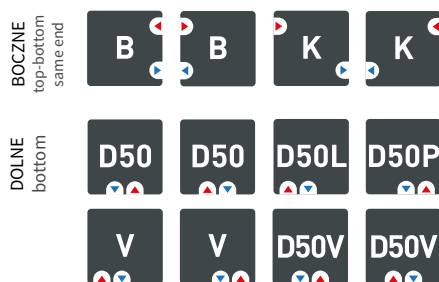 BOCZNE
top-bottom
same end
B B K K
DOLNE
bottom
D50 D50 D50L D50P
V V D50V D50V